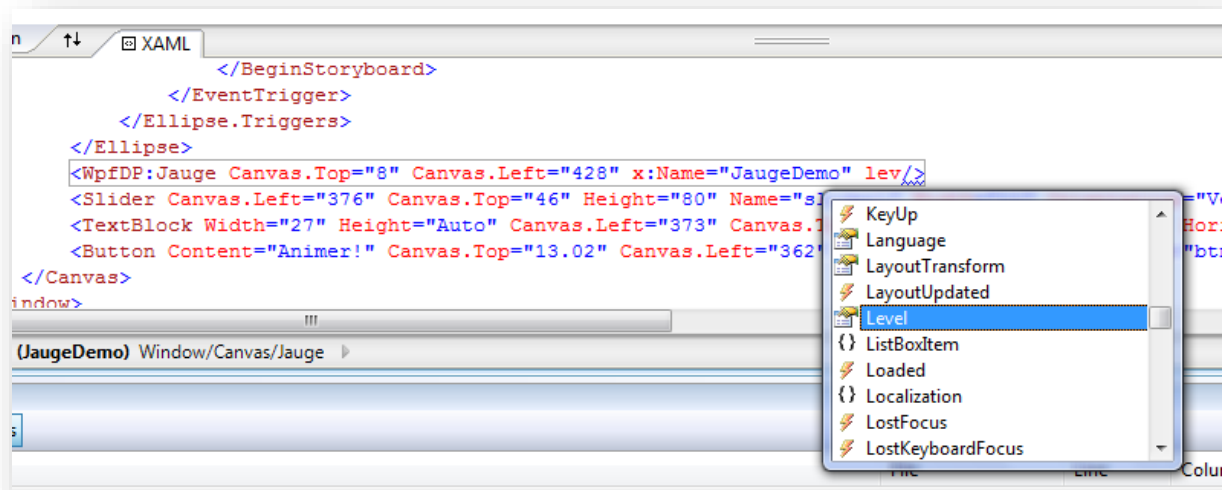 XAML
</BeginStoryboard>
</EventTrigger>
</Ellipse.Triggers>
</Ellipse>
<WpfDP:Jauge Canvas.Top="8" Canvas.Left="428" x:Name="JaugeDemo" lev/>
<Slider Canvas.Left="376" Canvas.Top="46" Height="80" Name="sl
<TextBlock Width="27" Height="Auto" Canvas.Left="373" Canvas.
<Button Content="Animer!" Canvas.Top="13.02" Canvas.Left="362"
</Canvas>
indow>
KeyUp
Language
LayoutTransform
LayoutUpdated
Level
{} ListBoxItem
Loaded
{} Localization
LostFocus
LostKeyboardFocus
(JaugeDemo) Window/Canvas/Jauge